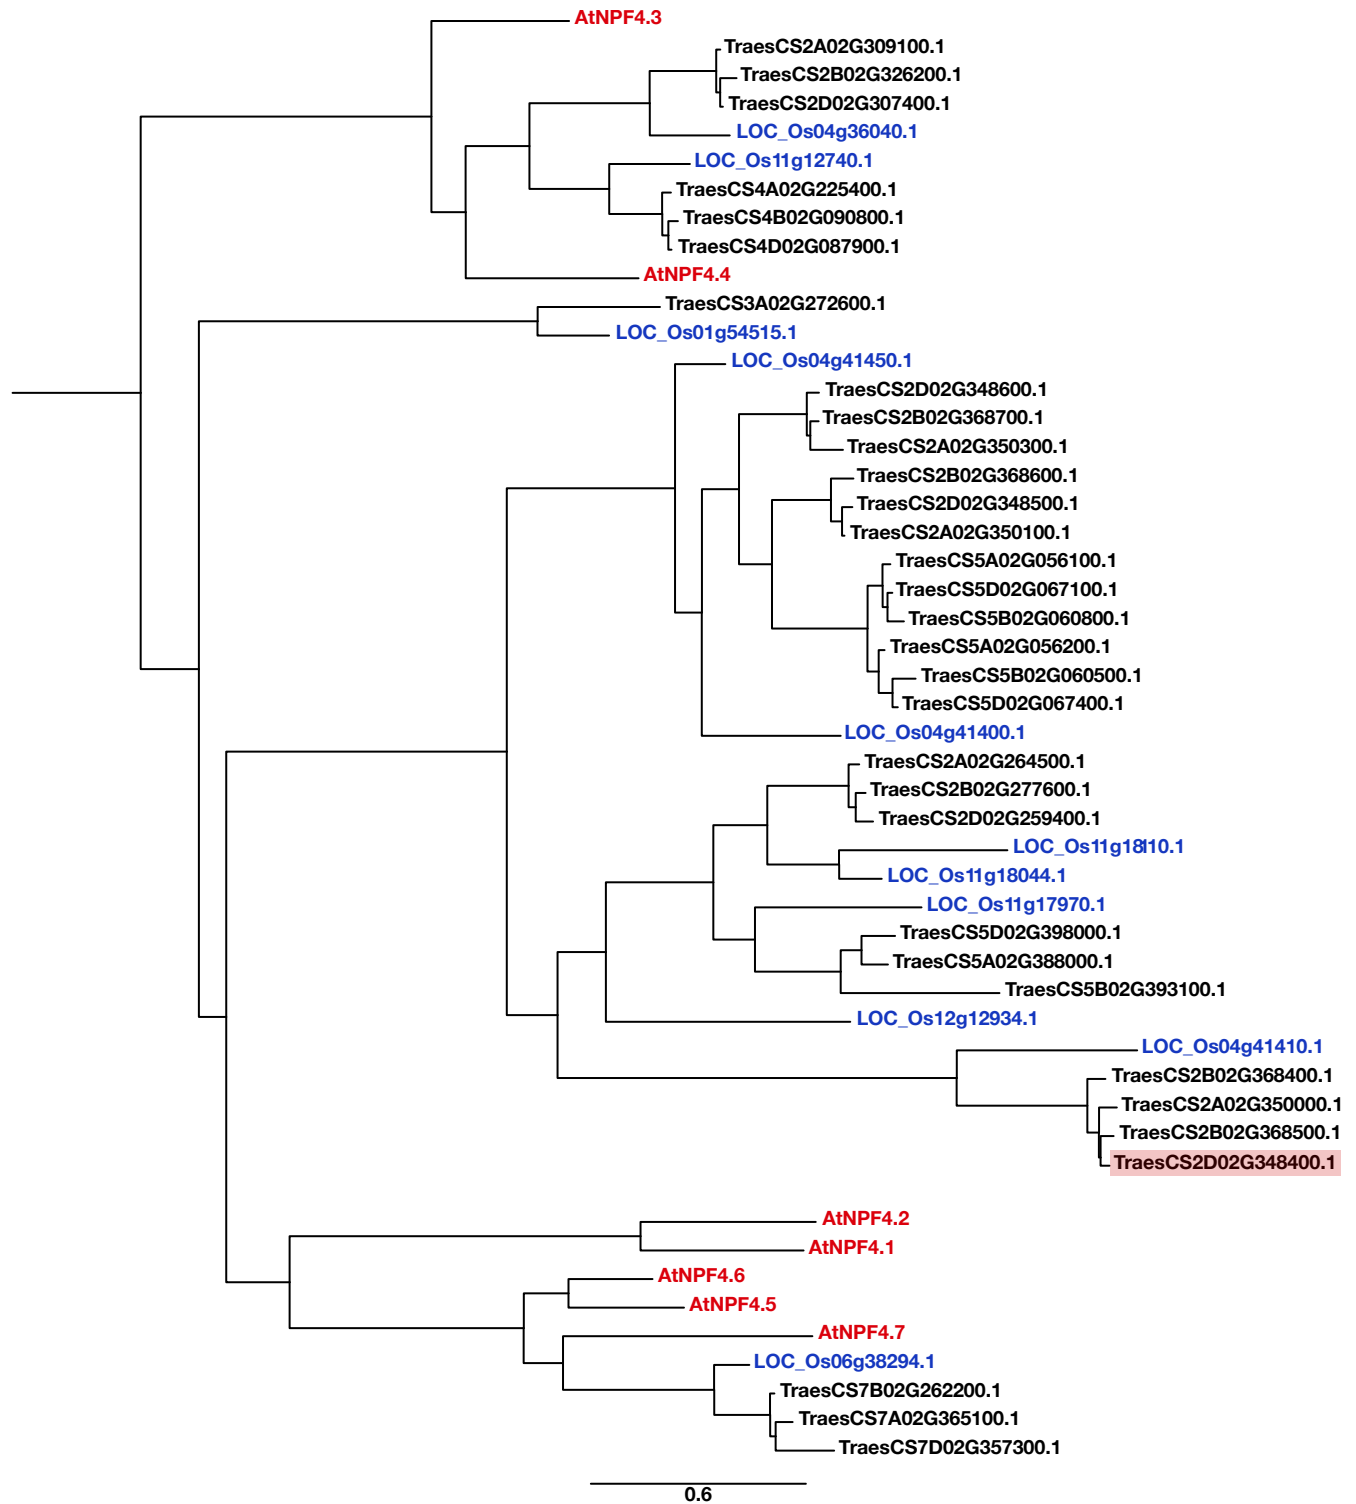 AtNPF4.3
TraesCS2A02G309100.1
TraesCS2B02G326200.1
TraesCS2D02G307400.1
LOC_Os04g36040.1
LOC_Os11g12740.1
TraesCS4A02G225400.1
TraesCS4B02G090800.1
TraesCS4D02G087900.1
AtNPF4.4
TraesCS3A02G272600.1
LOC_Os01g54515.1
LOC_Os04g41450.1
TraesCS2D02G348600.1
TraesCS2B02G368700.1
TraesCS2A02G350300.1
TraesCS2B02G368600.1
TraesCS2D02G348500.1
TraesCS2A02G350100.1
TraesCS5A02G056100.1
TraesCS5D02G067100.1
TraesCS5B02G060800.1
TraesCS5A02G056200.1
TraesCS5B02G060500.1
TraesCS5D02G067400.1
LOC_Os04g41400.1
TraesCS2A02G264500.1
TraesCS2B02G277600.1
TraesCS2D02G259400.1
LOC_Os11g18110.1
LOC_Os11g18044.1
LOC_Os11g17970.1
TraesCS5D02G398000.1
TraesCS5A02G388000.1
TraesCS5B02G393100.1
LOC_Os12g12934.1
LOC_Os04g41410.1
TraesCS2B02G368400.1
TraesCS2A02G350000.1
TraesCS2B02G368500.1
TraesCS2D02G348400.1
AtNPF4.2
AtNPF4.1
AtNPF4.6
AtNPF4.5
AtNPF4.7
LOC_Os06g38294.1
TraesCS7B02G262200.1
TraesCS7A02G365100.1
TraesCS7D02G357300.1
0.6